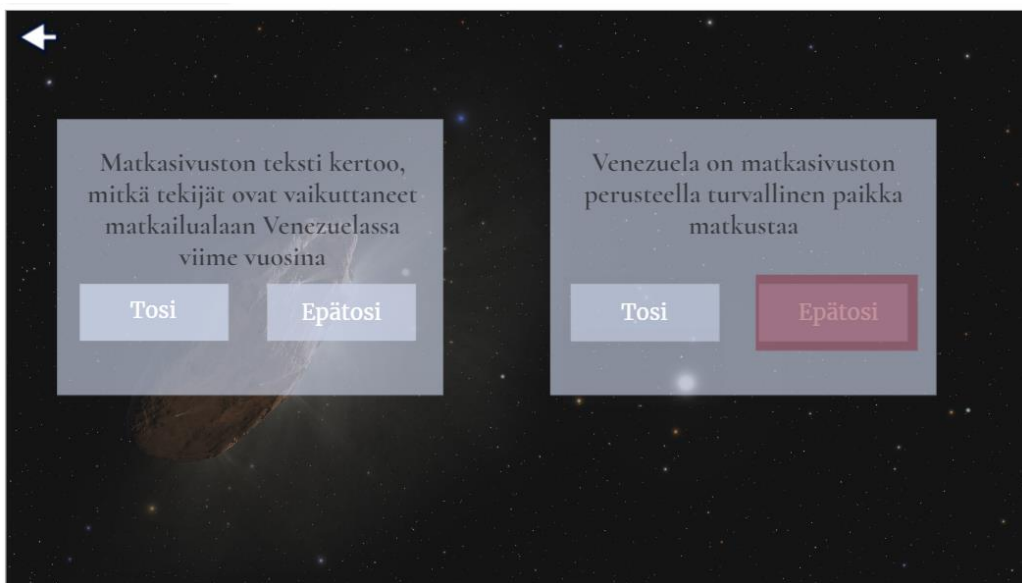 Matkasivuston teksti kertoo,
mitkä tekijät ovat vaikuttaneet
matkailualaan Venezuelassa
viime vuosina
Tosi
Epätosi
Venezuela on matkasivuston
perusteella turvallinen paikka
matkustaa
Tosi
Epätosi